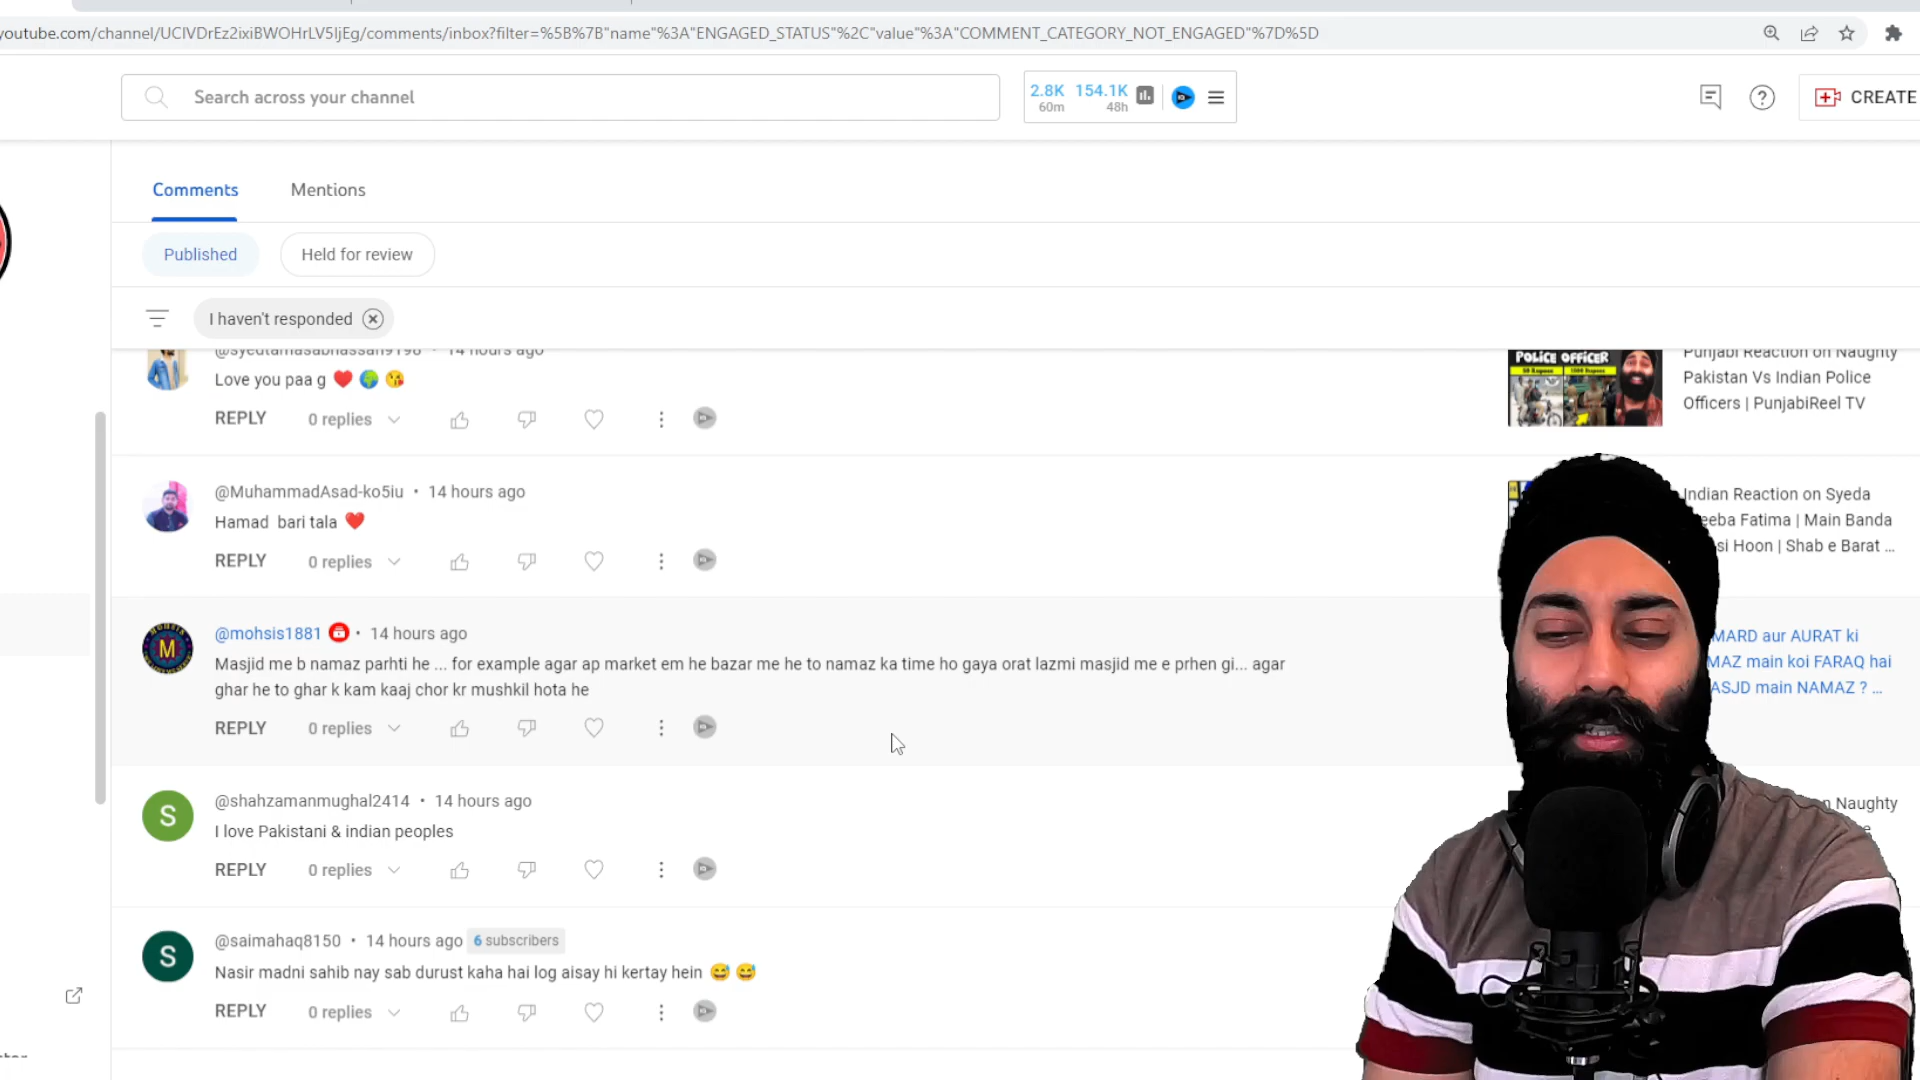 youtube.com/channel/UCIVDrEz2ixiBWOHrLV5IjEg/comments/inbox?filter=%5B%7B"name"%3A"ENGAGED_STATUS"%2C"value"%3A"COMMENT_CATEGORY_NOT_ENGAGED"%7D%5D
Search across your channel
2.8K 154.1K
60m 48h
CREATE
Comments Mentions
Published Held for review
I haven't responded
@syedtamasabhassan9198 • 14 hours ago
Love you paa g
REPLY 0 replies
POLICE OFFICER
Punjabi Reaction on Naughty
Pakistan Vs Indian Police
Officers | PunjabiReel TV
@MuhammadAsad-ko5iu • 14 hours ago
Hamad bari tala
REPLY 0 replies
Indian Reaction on Syeda
eeba Fatima | Main Banda
si Hoon | Shab e Barat ...
@mohsis1881 • 14 hours ago
Masjid me b namaz parhti he ... for example agar ap market em he bazar me he to namaz ka time ho gaya orat lazmi masjid me e prhen gi... agar
ghar he to ghar k kam kaaj chor kr mushkil hota he
REPLY 0 replies
MARD aur AURAT ki
MAZ main koi FARAQ hai
ASJD main NAMAZ ? ...
@shahzamanmughal2414 • 14 hours ago
I love Pakistani & indian peoples
REPLY 0 replies
Naughty
@saimahaq8150 • 14 hours ago 6 subscribers
Nasir madni sahib nay sab durust kaha hai log aisay hi kertay hein
REPLY 0 replies